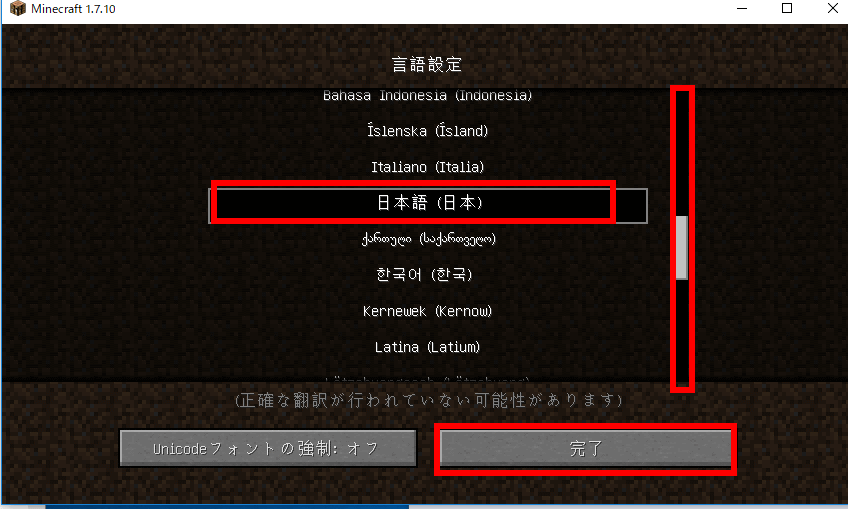 Minecraft 1.7.10
言語設定
Bahasa Indonesia (Indonesia)
Íslenska (Ísland)
Italiano (Italia)
日本語 (日本)
ქართული (საქართველო)
한국어 (한국)
Kernewek (Kernow)
Latina (Latium)
(正確な翻訳が行われていない可能性があります)
Unicodeフォントの強制: オフ
完了